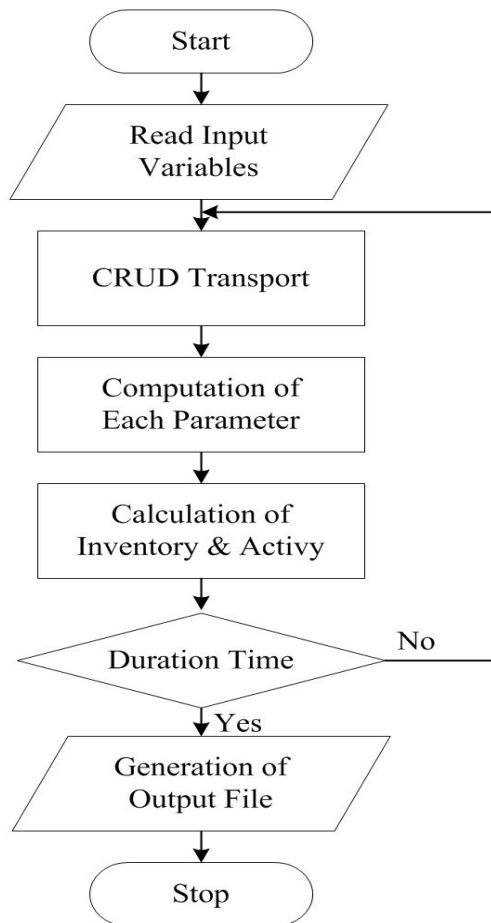 Start
Read Input
Variables
CRUD Transport
Computation of
Each Parameter
Calculation of
Inventory & Activy
Duration Time
No
Yes
Generation of
Output File
Stop